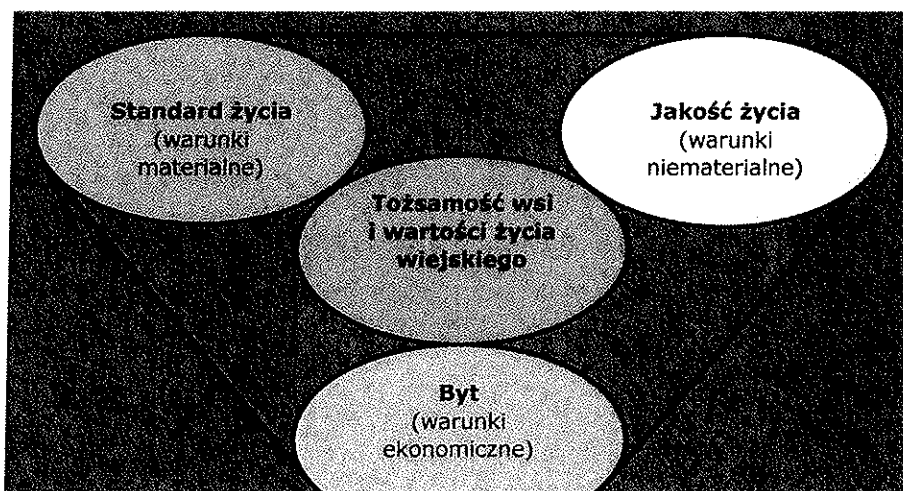 Standard życia
(warunki
materialne)
Jakość życia
(warunki
niematerialne)
Tożsamość wsi
i wartości życia
wiejskiego
Byt
(warunki
ekonomiczne)